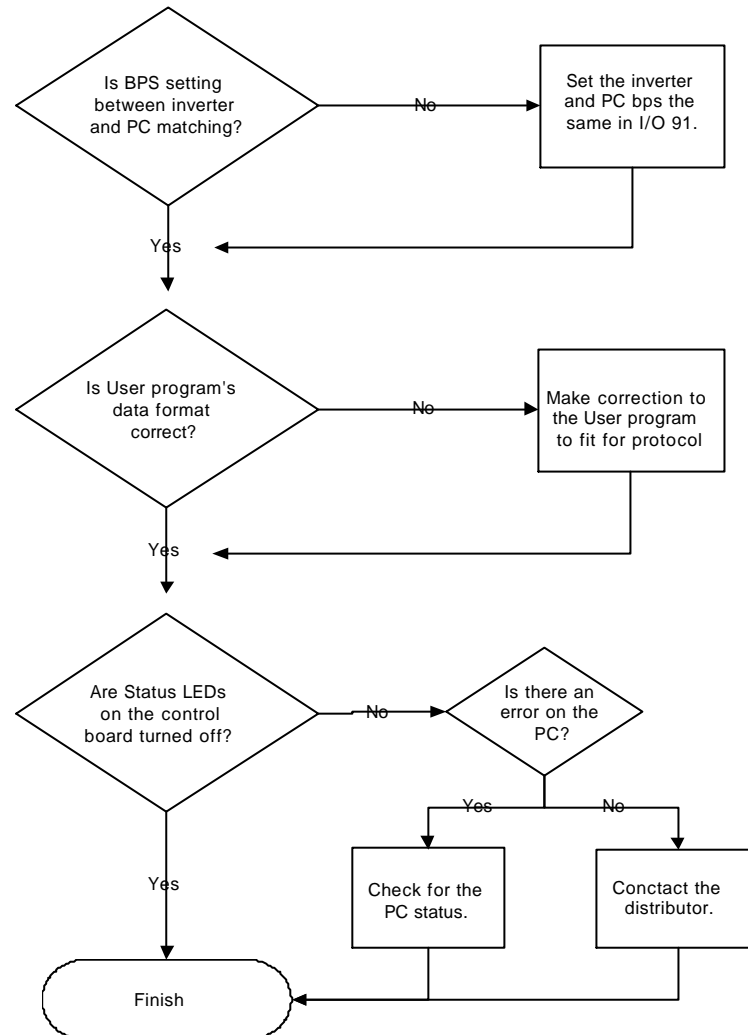 Is BPS setting
between inverter
and PC matching?
No
Set the inverter
and PC bps the
same in I/O 91.
Yes
Is User program's
data format
correct?
No
Make correction to
the User program
to fit for protocol
Yes
Are Status LEDs
on the control
board turned off?
No
Is there an
error on the
PC?
Yes
No
Yes
Check for the
PC status.
Conctact the
distributor.
Finish